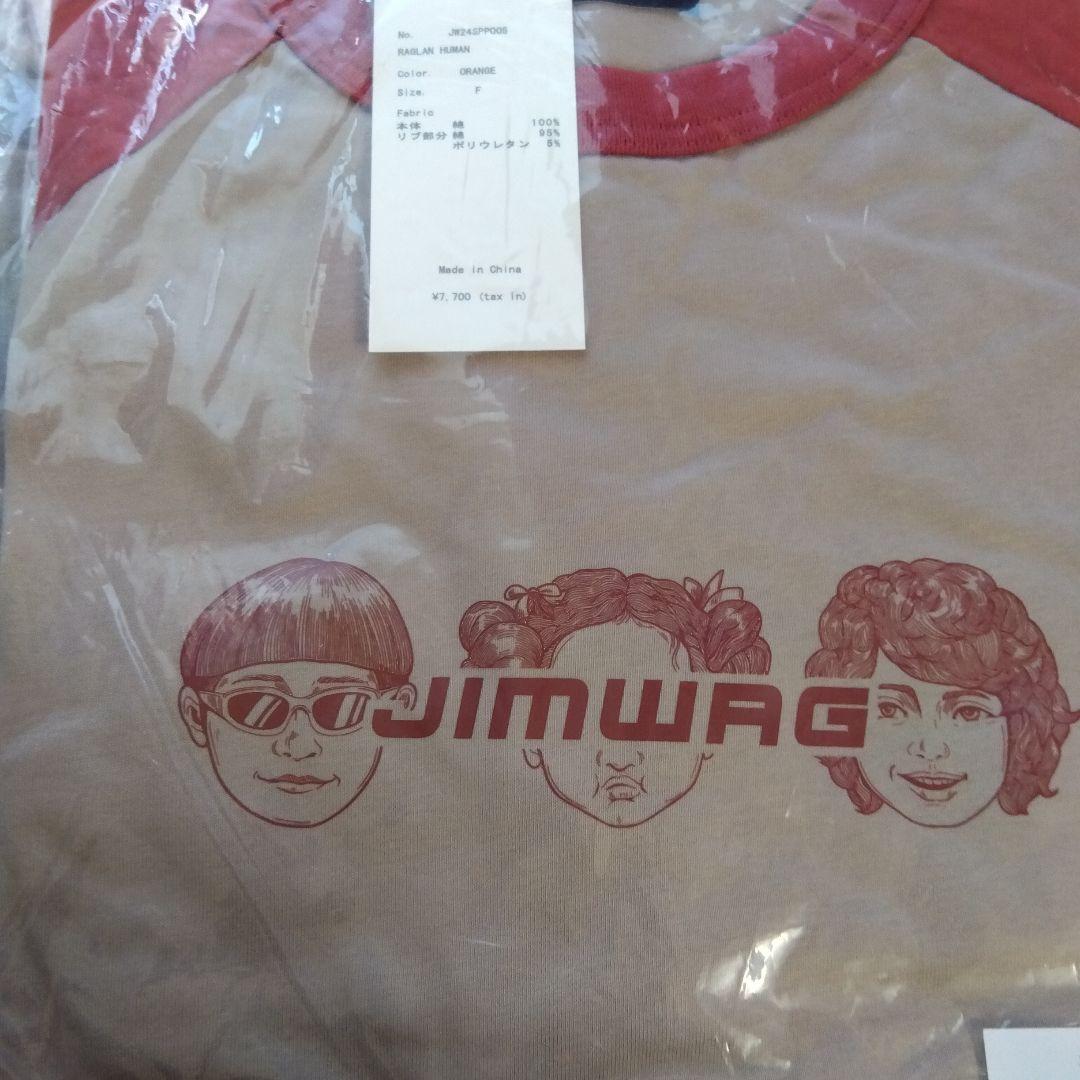 No. JW24SPP005
RAGLAN HUMAN
Color. ORANGE
Size. F
Fabric
本体 綿 100%
リブ部分 綿 95%
ポリウレタン 5%
Made in China
¥7,700 (tax in)
JIMWAG